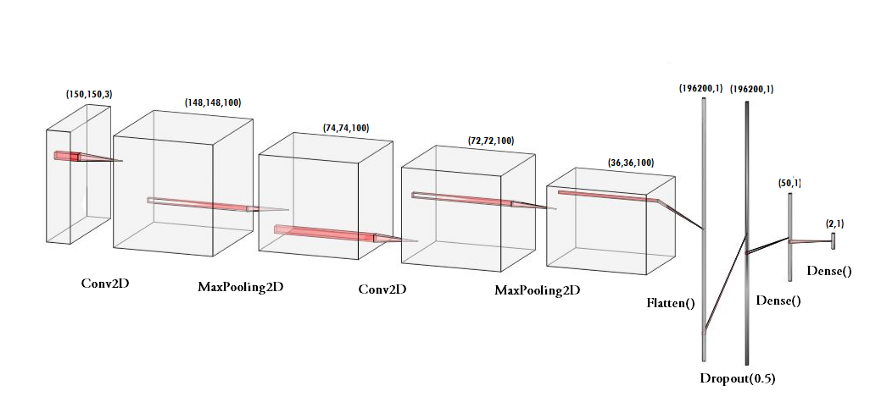 (150,150,3)
(148,148,100)
(74,74,100)
(72,72,100)
(36,36,100)
(196200,1)
(196200,1)
(50,1)
(2,1)
Conv2D
MaxPooling2D
Conv2D
MaxPooling2D
Flatten()
Dropout(0.5)
Dense()
Dense()